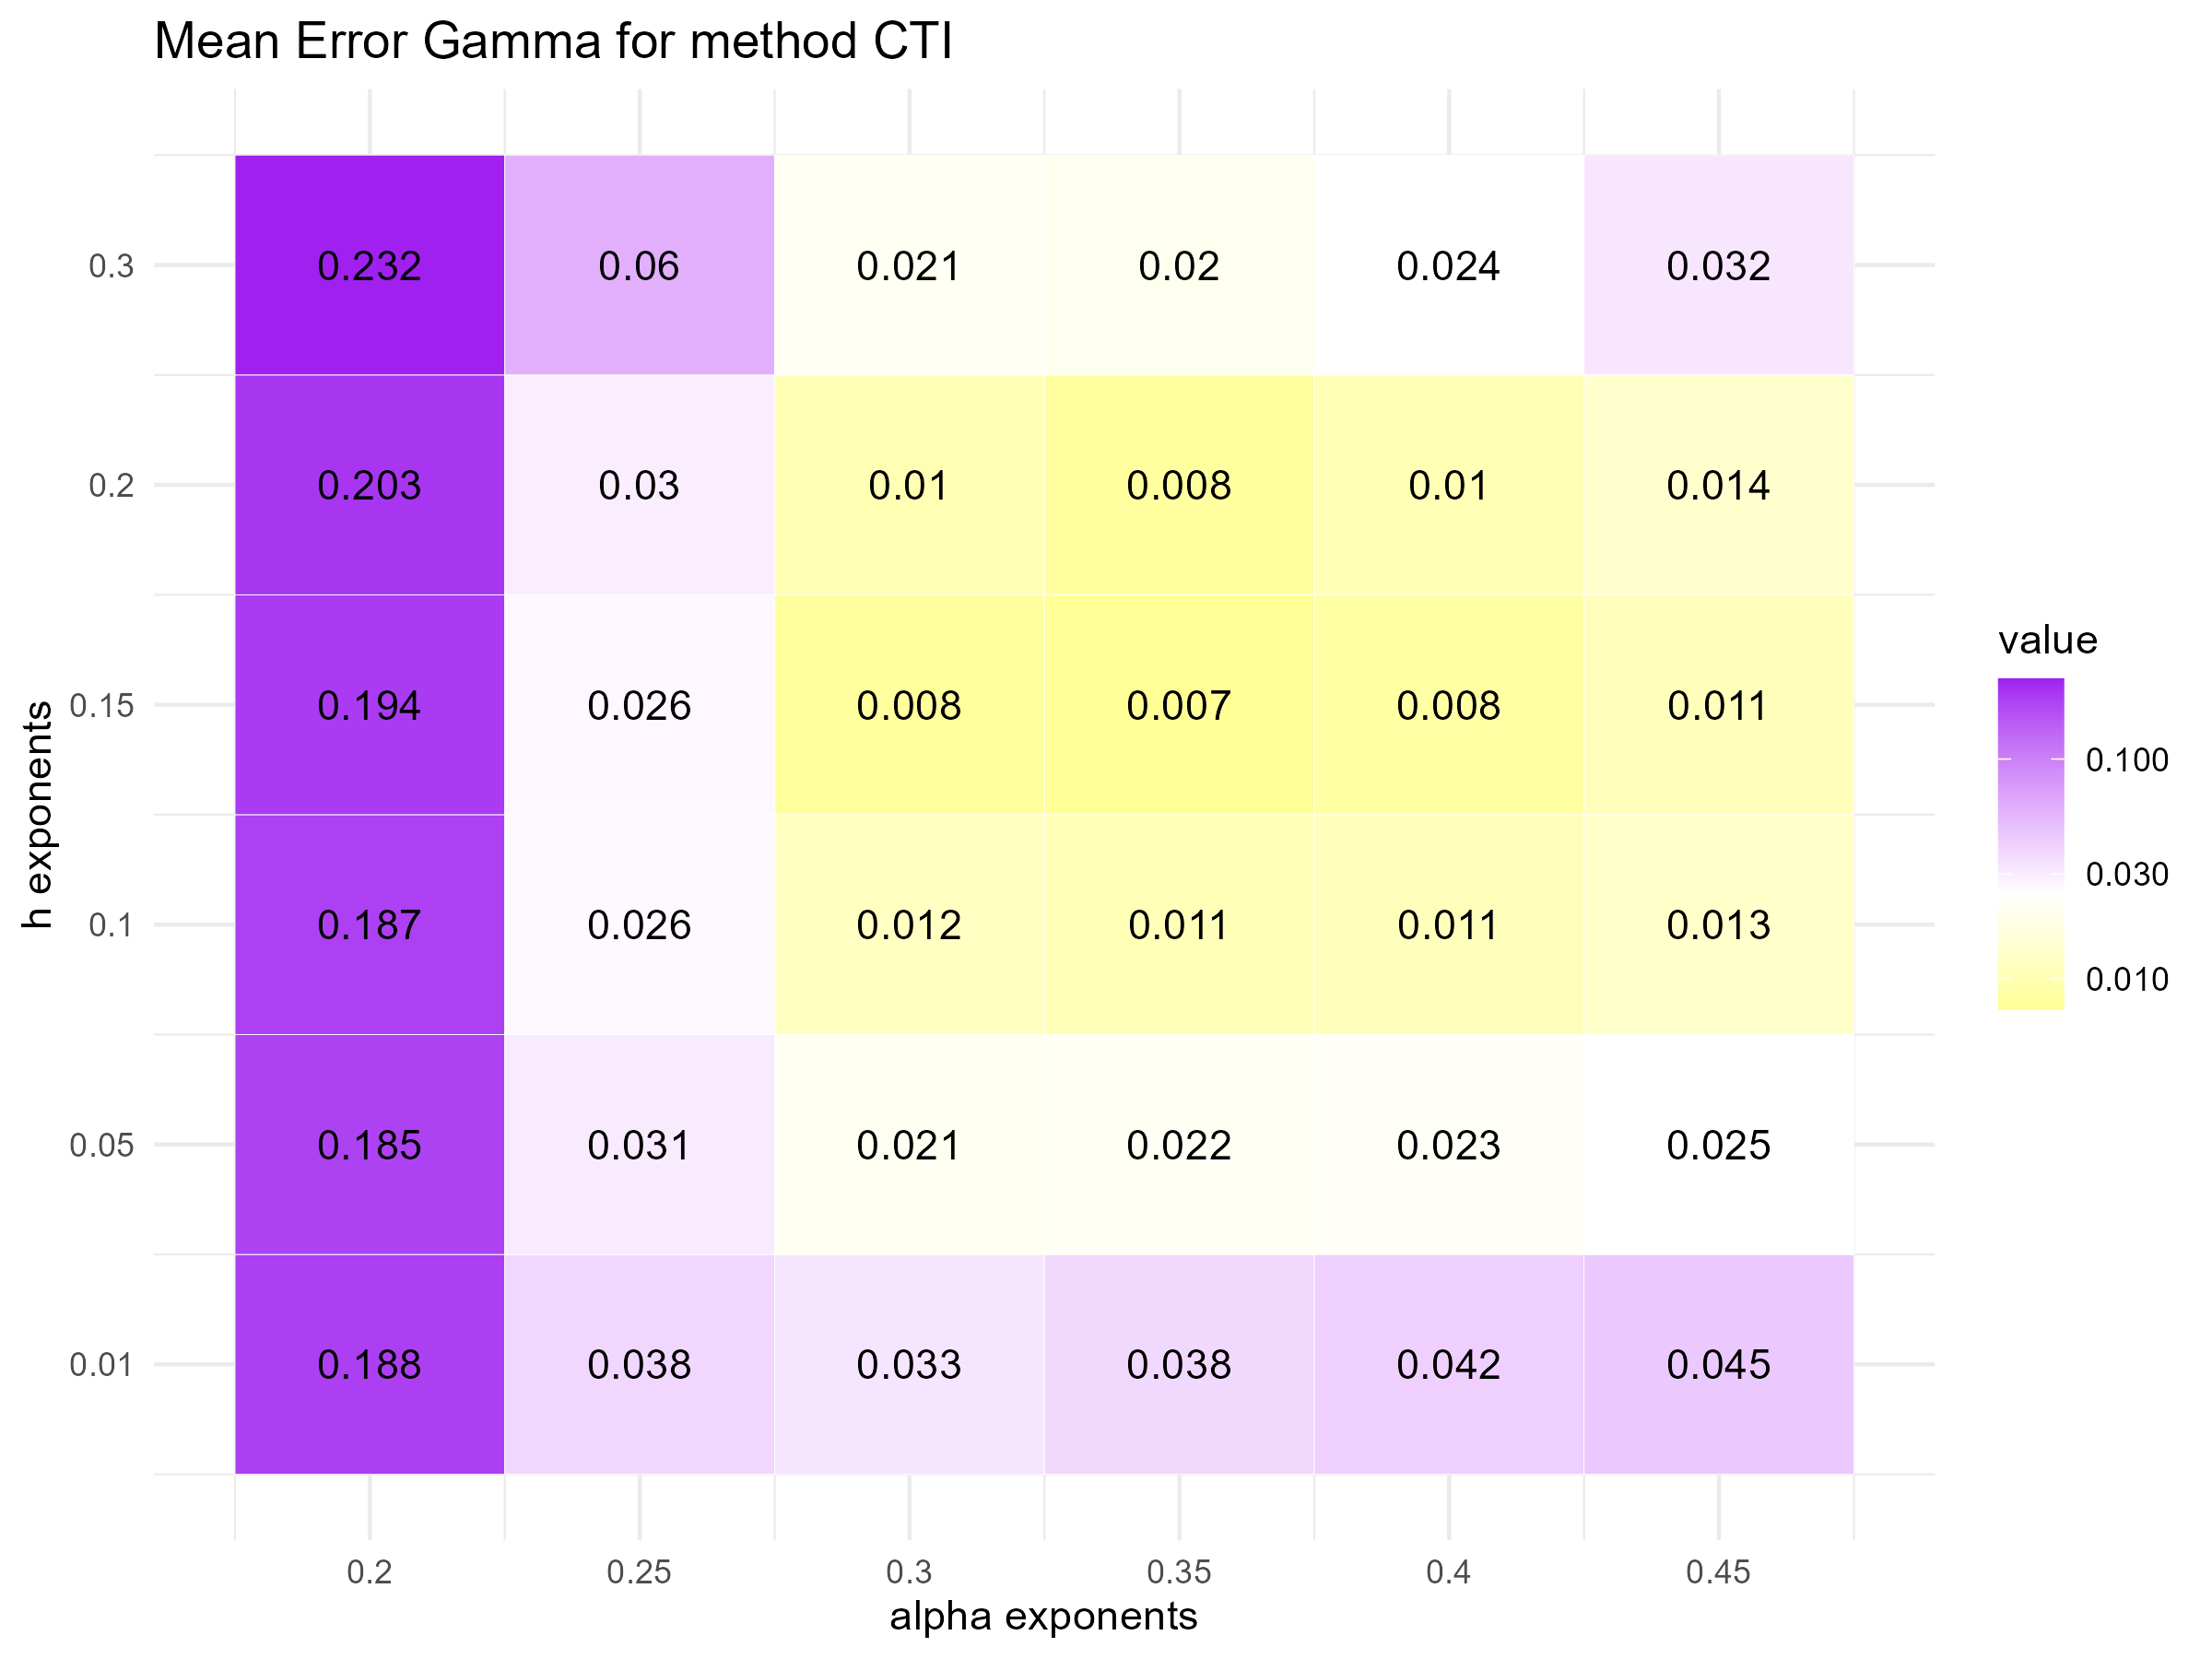 Mean Error Gamma for method CTI
h exponents
0.3 0.232 0.06 0.021 0.02 0.024 0.032
0.2 0.203 0.03 0.01 0.008 0.01 0.014
0.15 0.194 0.026 0.008 0.007 0.008 0.011
0.1 0.187 0.026 0.012 0.011 0.011 0.013
0.05 0.185 0.031 0.021 0.022 0.023 0.025
0.01 0.188 0.038 0.033 0.038 0.042 0.045
0.2 0.25 0.3 0.35 0.4 0.45
alpha exponents
value
0.100
0.030
0.010